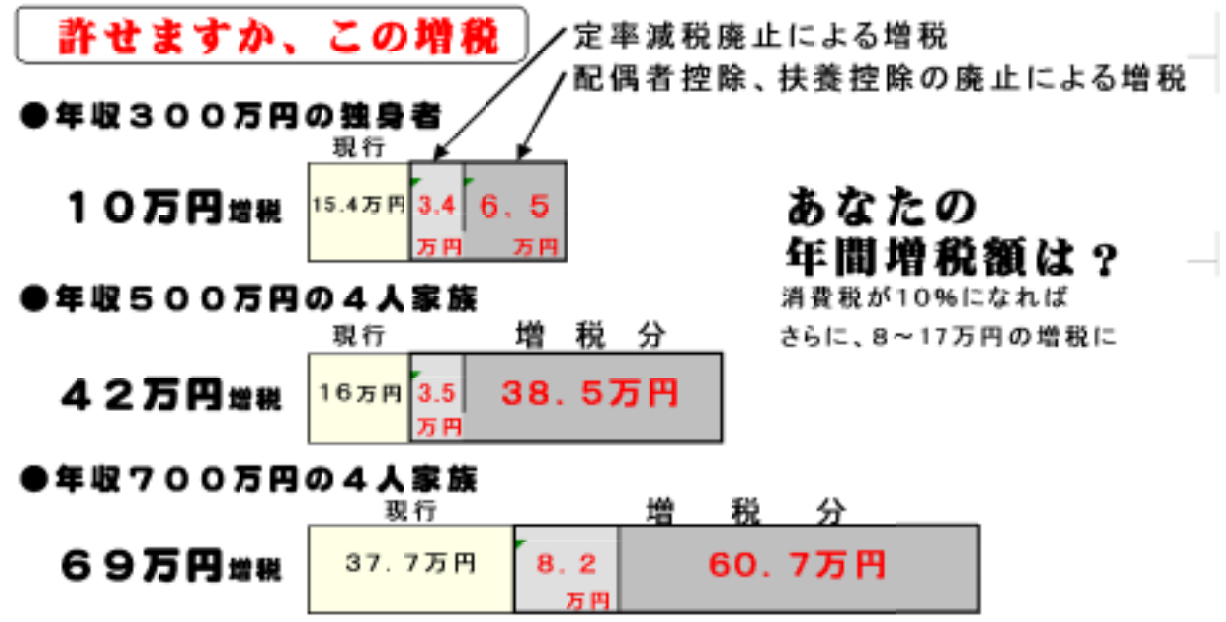 許せますか、この増税
定率減税廃止による増税
配偶者控除、扶養控除の廃止による増税
●年収３００万円の独身者
現行
１０万円増税
15.4万円
3.4
万円
６．５
万円
あなたの
年間増税額は？
消費税が10%になれば
さらに、8～17万円の増税に
●年収５００万円の４人家族
現行
増税分
４２万円増税
16万円
3.5
万円
38．5万円
●年収７００万円の４人家族
現行
増税分
６９万円増税
37．7万円
8．2
万円
60．7万円